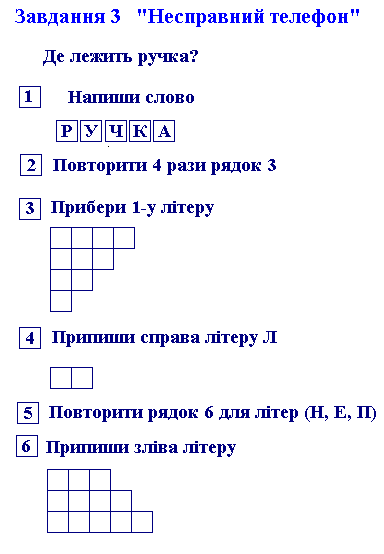 Завдання 3 "Несправний телефон"
Де лежить ручка?
1 Напиши слово
Р У Ч К А
2 Повторити 4 рази рядок 3
3 Прибери 1-у літеру
4 Припиши справа літеру Л
5 Повторити рядок 6 для літер (Н, Е, П)
6 Припиши зліва літеру